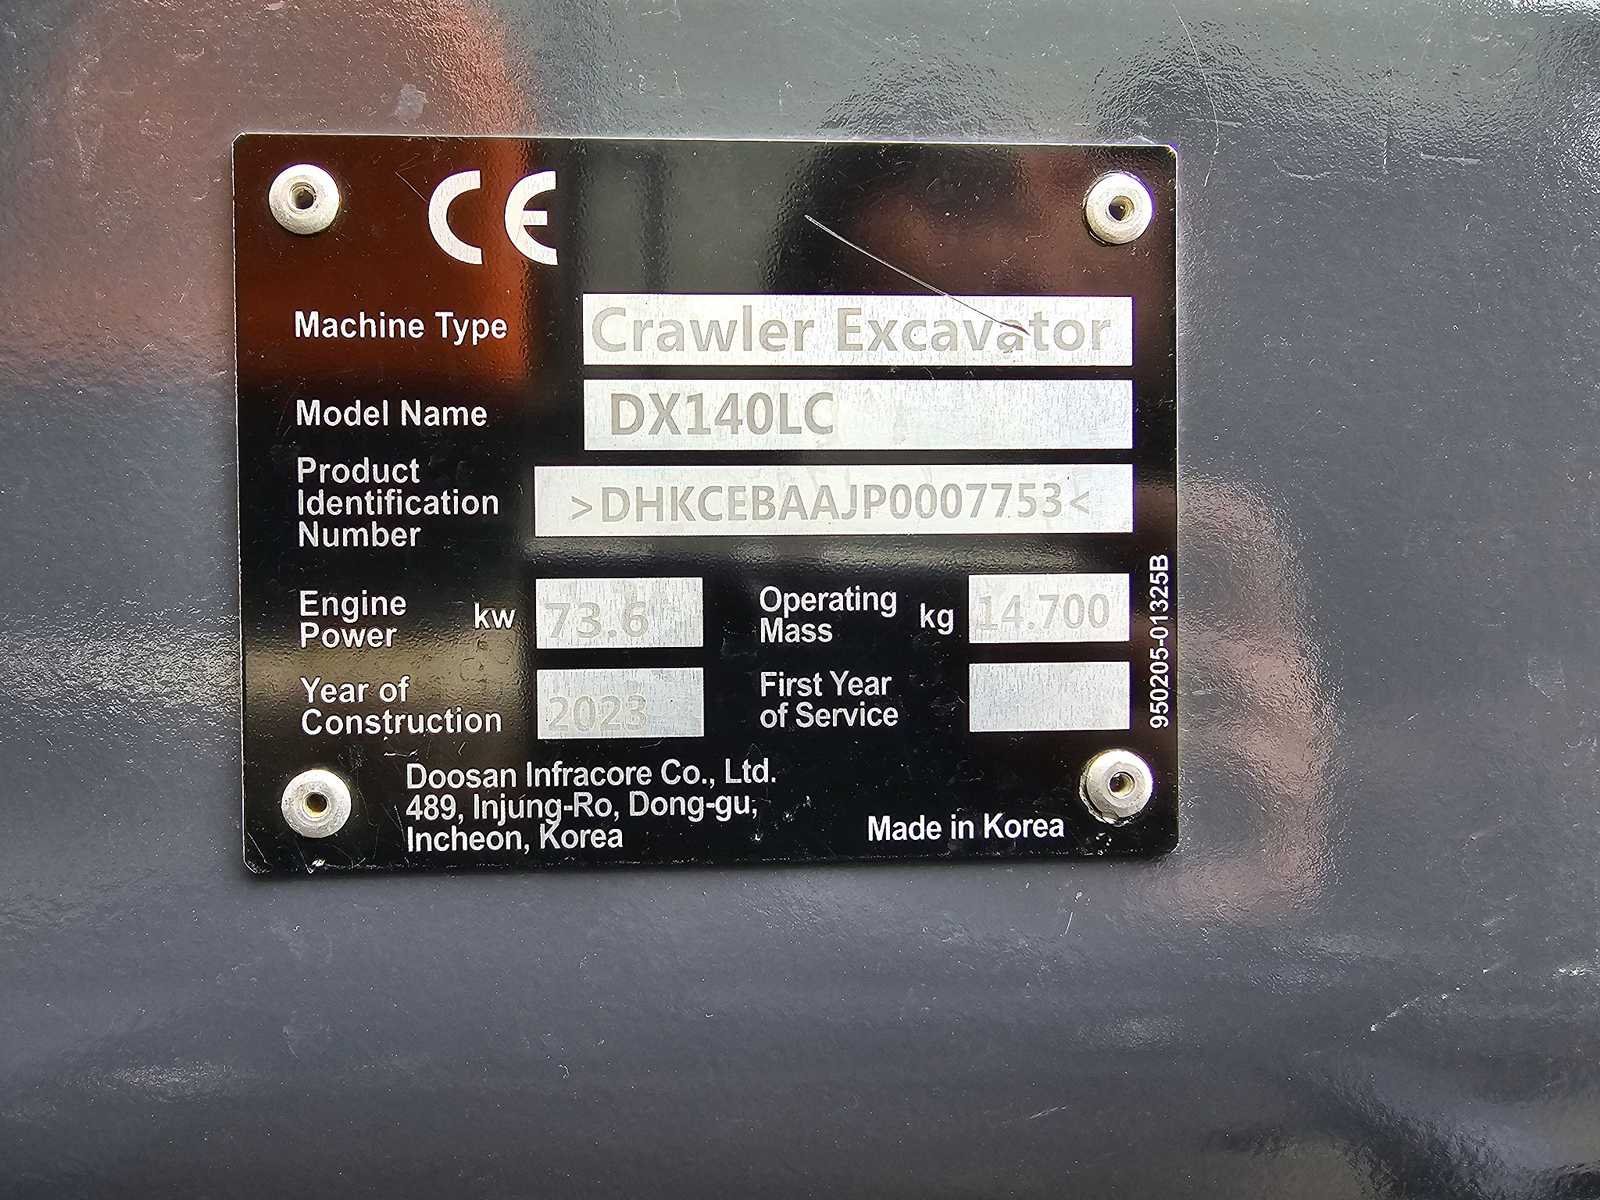 CE
Machine Type Crawler Excavator
Model Name DX140LC
Product
Identification
Number >DHKCEBAAJP0007753<
Engine
Power kw 73.6
Operating
Mass kg 14.700
Year of
Construction 2023
First Year
of Service
950205-01325B
Doosan Infracore Co., Ltd.
489, Injung-Ro, Dong-gu,
Incheon, Korea
Made in Korea